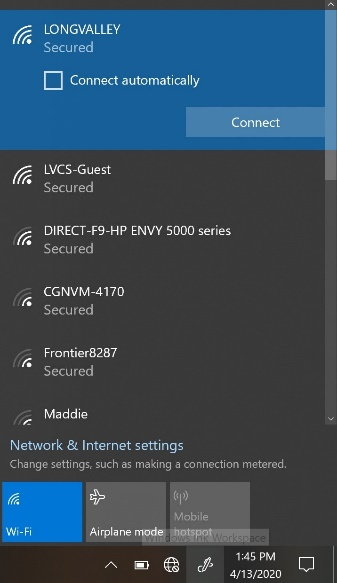 LONGVALLEY
Secured
Connect automatically
Connect
LVCS-Guest
Secured
DIRECT-F9-HP ENVY 5000 series
Secured
CGNVM-4170
Secured
Frontier8287
Secured
Maddie
Network & Internet settings
Change settings, such as making a connection metered.
Wi-Fi
Airplane mode
Mobile
hotspot
Windows Ink Workspace
1:45 PM
4/13/2020